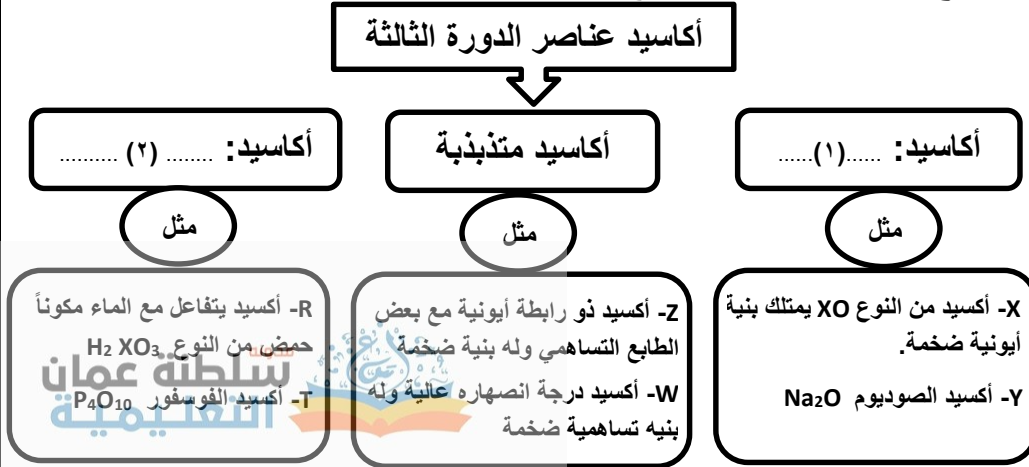 أكاسيد عناصر الدورة الثالثة
أكاسيد: ......(١)......
أكاسيد متذبذبة
أكاسيد: ........ (٢) ..........
مثل
مثل
مثل
X- أكسيد من النوع XO يمتلك بنية
أيونية ضخمة.
Y- أكسيد الصوديوم Na₂O
Z- أكسيد ذو رابطة أيونية مع بعض
الطابع التساهمي وله بنية ضخمة
W- أكسيد درجة انصهاره عالية وله
بنيه تساهمية ضخمة
R- أكسيد يتفاعل مع الماء مكوناً
حمض من النوع H₂ XO₃
T- أكسيد الفوسفور P₄O₁₀
سلطنة عمان
التعليمية